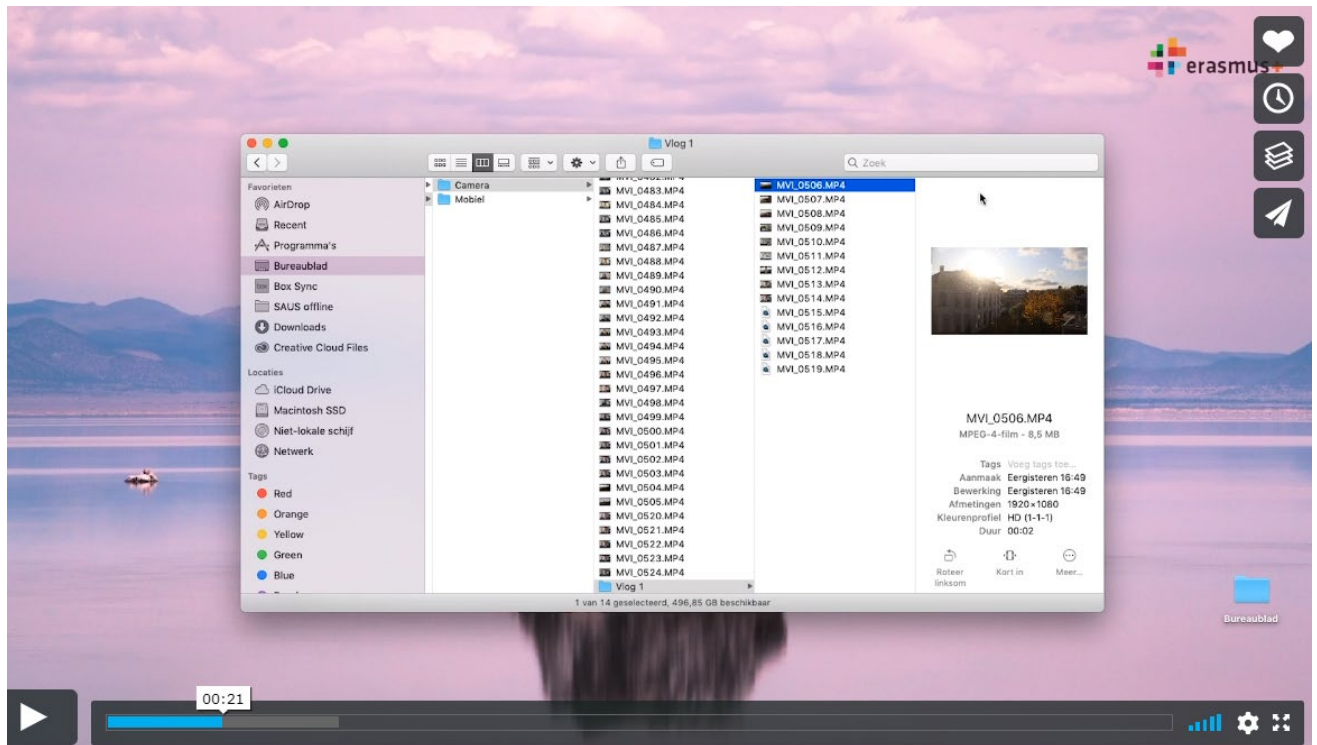 erasmus+
Vlog 1
Zoek
Favorieten
AirDrop
Recent
Programma's
Bureaublad
Box Sync
SAUS offline
Downloads
Creative Cloud Files
Locaties
iCloud Drive
Macintosh SSD
Niet-lokale schijf
Netwerk
Tags
Red
Orange
Yellow
Green
Blue
Camera
Mobiel
MVI_0483.MP4
MVI_0484.MP4
MVI_0485.MP4
MVI_0486.MP4
MVI_0487.MP4
MVI_0488.MP4
MVI_0489.MP4
MVI_0490.MP4
MVI_0491.MP4
MVI_0492.MP4
MVI_0493.MP4
MVI_0494.MP4
MVI_0495.MP4
MVI_0496.MP4
MVI_0497.MP4
MVI_0498.MP4
MVI_0499.MP4
MVI_0500.MP4
MVI_0501.MP4
MVI_0502.MP4
MVI_0503.MP4
MVI_0504.MP4
MVI_0505.MP4
MVI_0520.MP4
MVI_0521.MP4
MVI_0522.MP4
MVI_0523.MP4
MVI_0524.MP4
Vlog 1
MVI_0506.MP4
MVI_0507.MP4
MVI_0508.MP4
MVI_0509.MP4
MVI_0510.MP4
MVI_0511.MP4
MVI_0512.MP4
MVI_0513.MP4
MVI_0514.MP4
MVI_0515.MP4
MVI_0516.MP4
MVI_0517.MP4
MVI_0518.MP4
MVI_0519.MP4
MVI_0506.MP4
MPEG-4-film - 8,5 MB
Tags Voeg tags toe...
Aanmaak Eergisteren 16:49
Bewerking Eergisteren 16:49
Afmetingen 1920×1080
Kleurenprofiel HD (1-1-1)
Duur 00:02
Roteer linksom
Kort in
Meer...
1 van 14 geselecteerd, 496,85 GB beschikbaar
Bureaublad
00:21